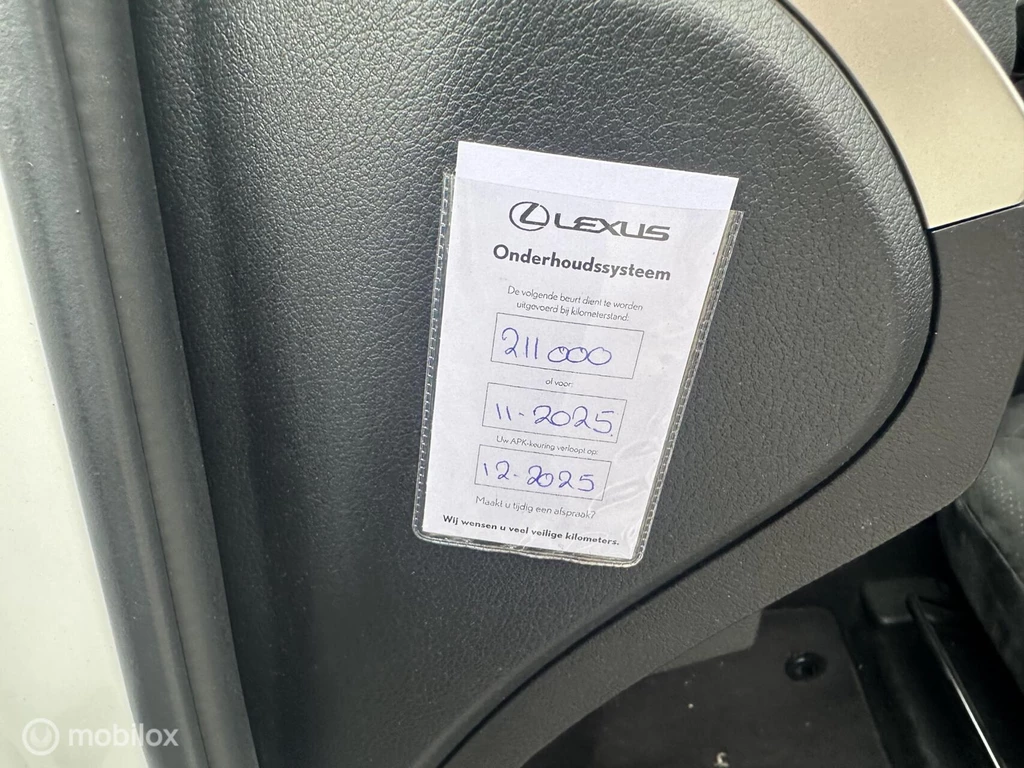 LEXUS
Onderhoudssysteem
De volgende beurt dient te worden
uitgevoerd bij kilometerstand:
211000
of voor:
11-2025
Uw APK-keuring verloopt op:
12-2025
Maakt u tijdig een afspraak?
Wij wensen u veel veilige kilometers.
mobilox